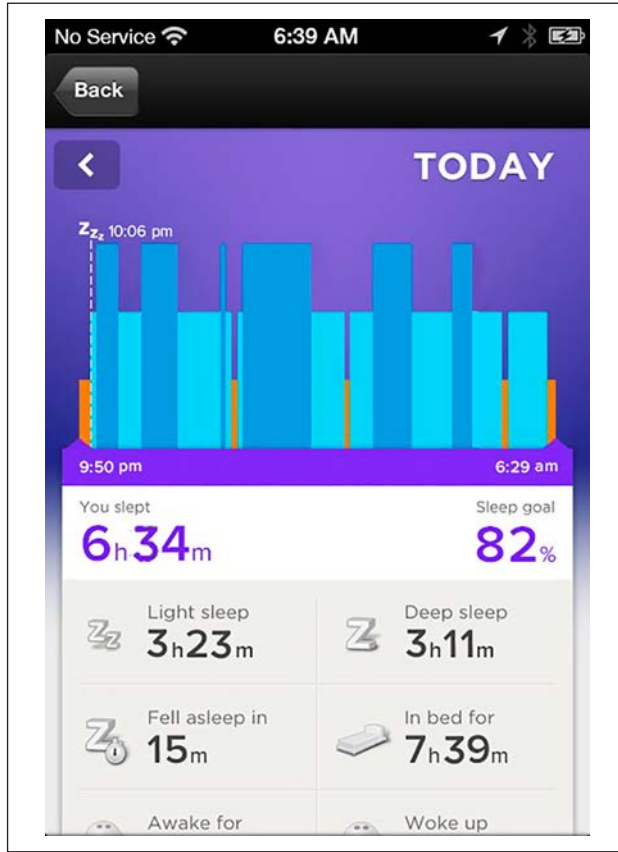 No Service 6:39 AM
Back
TODAY
Zzz 10:06 pm
9:50 pm 6:29 am
You slept Sleep goal
6h34m 82%
Light sleep Deep sleep
3h23m 3h11m
Fell asleep in In bed for
15m 7h39m
Awake for Woke up